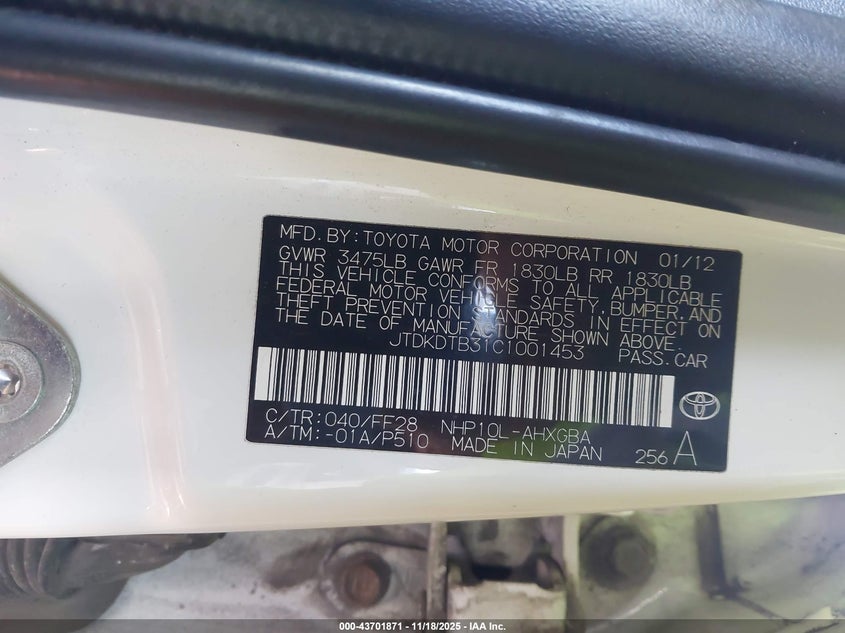 MFD.BY:TOYOTA MOTOR CORPORATION 01/12
GVWR 3475LB GAWR FR 1830LB RR 1830LB
THIS VEHICLE CONFORMS TO ALL APPLICABLE
FEDERAL MOTOR VEHICLE SAFETY,BUMPER,AND
THEFT PREVENTION STANDARDS IN EFFECT ON
THE DATE OF MANUFACTURE SHOWN ABOVE.
JTDKDTB31C1001453 PASS.CAR
C/TR:040/FF28 NHP10L-AHXGBA
A/TM:-01A/P510 MADE IN JAPAN 256 A
000-43701871 - 11/18/2025 - IAA Inc.